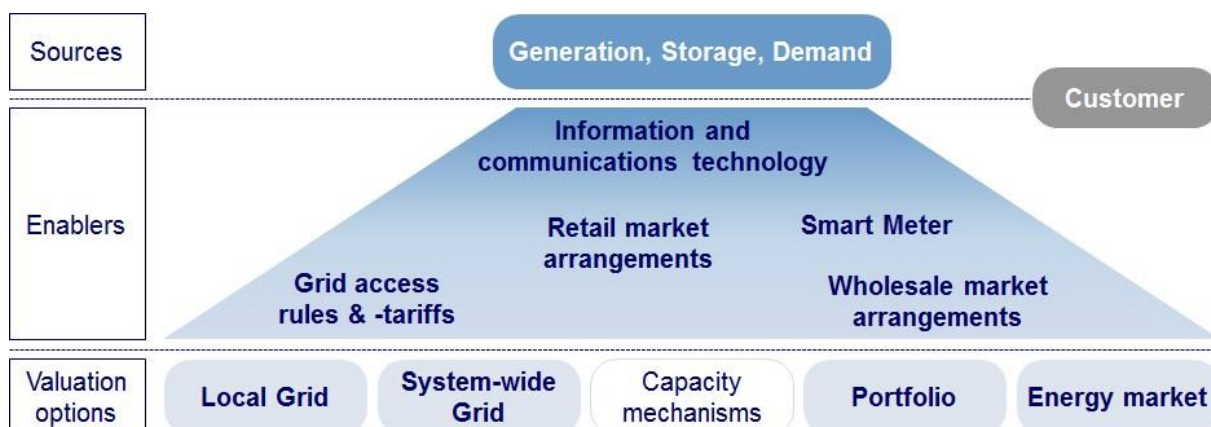 Sources
Generation, Storage, Demand
Customer
Enablers
Information and
communications technology
Retail market
arrangements
Smart Meter
Grid access
rules & -tariffs
Wholesale market
arrangements
Valuation
options
Local Grid
System-wide
Grid
Capacity
mechanisms
Portfolio
Energy market